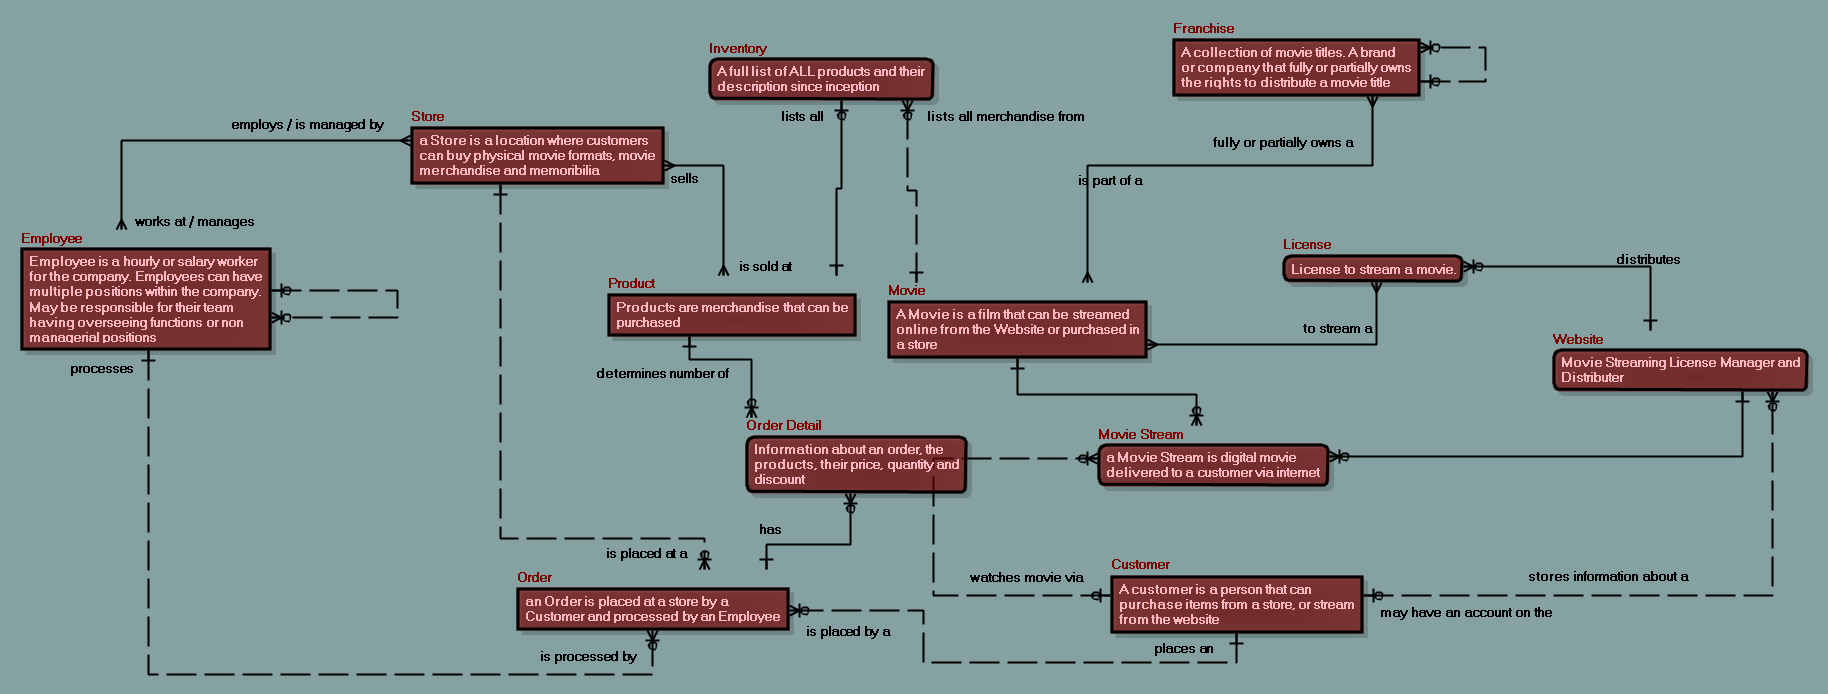 Franchise
A collection of movie titles. A brand
or company that fully or partially owns
the rights to distribute a movie title
Inventory
A full list of ALL products and their
description since inception
lists all
lists all merchandise from
employs / is managed by
Store
a Store is a location where customers
can buy physical movie formats, movie
merchandise and memoribilia
sells
fully or partially owns a
is part of a
works at / manages
Employee
Employee is a hourly or salary worker
for the company. Employees can have
multiple positions within the company.
May be responsible for their team
having overseeing functions or non
managerial positions
is sold at
Product
Products are merchandise that can be
purchased
Movie
A Movie is a film that can be streamed
online from the Website or purchased in
a store
License
License to stream a movie.
distributes
to stream a
Website
Movie Streaming License Manager and
Distributer
processes
determines number of
Order Detail
Information about an order, the
products, their price, quantity and
discount
Movie Stream
a Movie Stream is digital movie
delivered to a customer via internet
has
is placed at a
Order
an Order is placed at a store by a
Customer and processed by an Employee
is placed by a
is processed by
watches movie via
Customer
A customer is a person that can
purchase items from a store, or stream
from the website
places an
stores information about a
may have an account on the